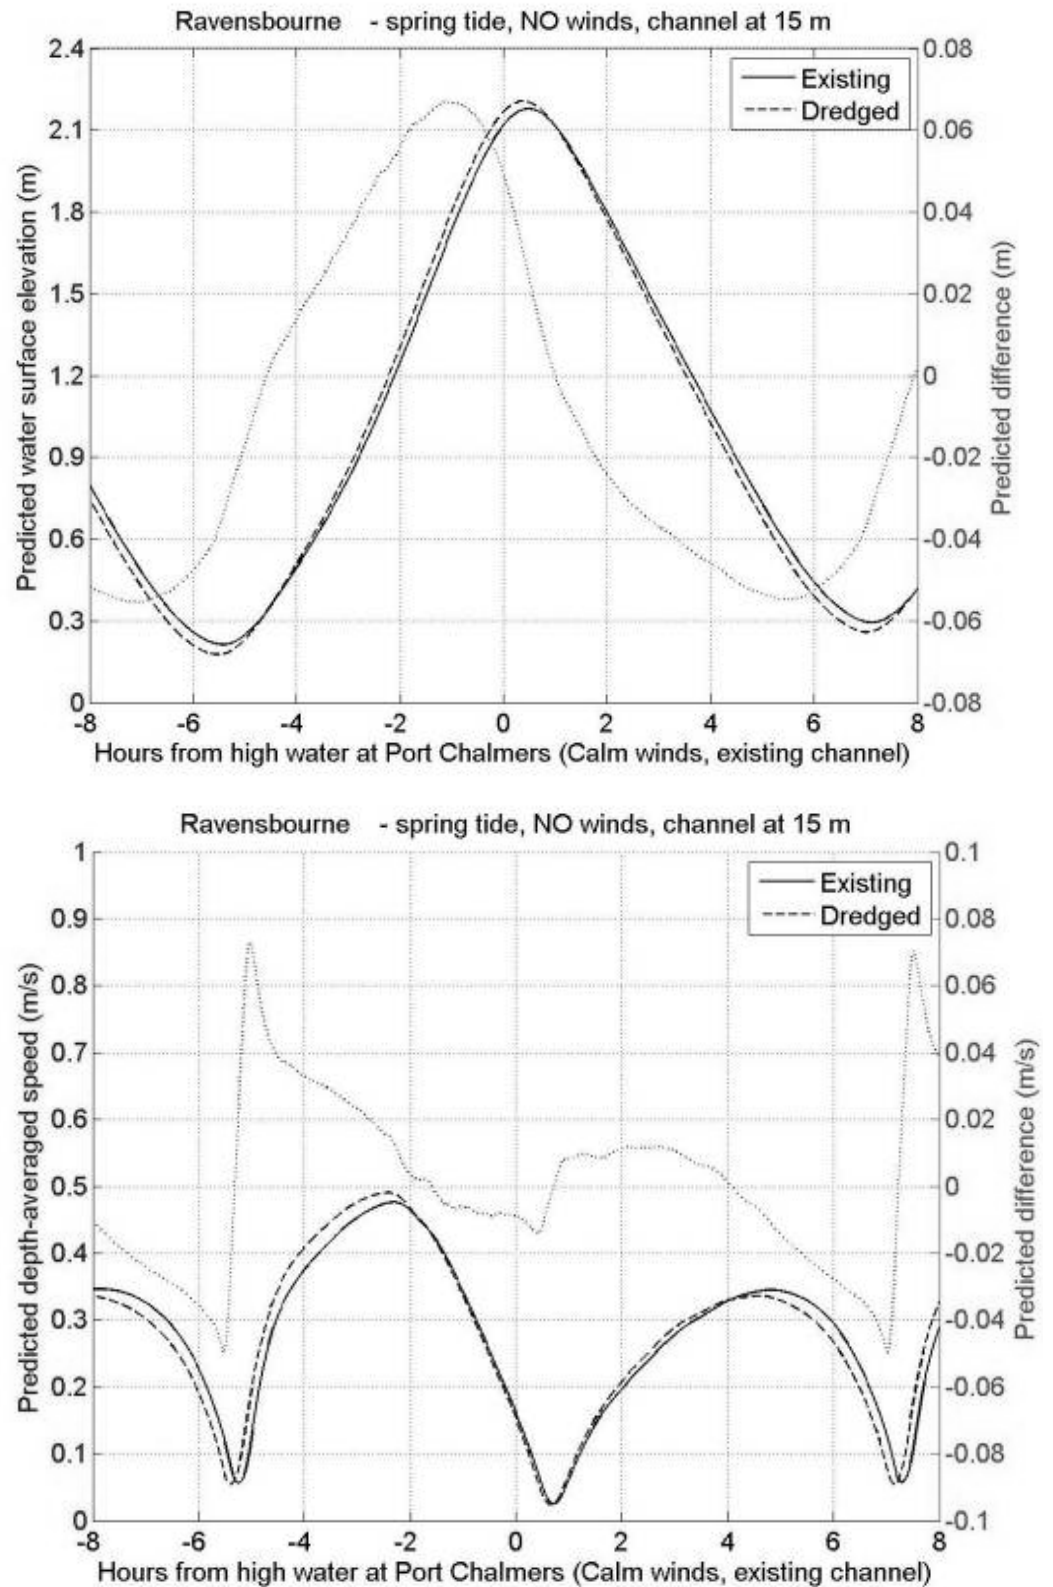 Ravensbourne - spring tide, NO winds, channel at 15 m
2.4
2.1
1.8
1.5
1.2
0.9
0.6
0.3
0
Predicted water surface elevation (m)
0.08
0.06
0.04
0.02
0
-0.02
-0.04
-0.06
-0.08
Predicted difference (m)
Existing
Dredged
-8 -6 -4 -2 0 2 4 6 8
Hours from high water at Port Chalmers (Calm winds, existing channel)
Ravensbourne - spring tide, NO winds, channel at 15 m
1
0.9
0.8
0.7
0.6
0.5
0.4
0.3
0.2
0.1
0
Predicted depth-averaged speed (m/s)
0.1
0.08
0.06
0.04
0.02
0
-0.02
-0.04
-0.06
-0.08
-0.1
Predicted difference (m/s)
Existing
Dredged
-8 -6 -4 -2 0 2 4 6 8
Hours from high water at Port Chalmers (Calm winds, existing channel)